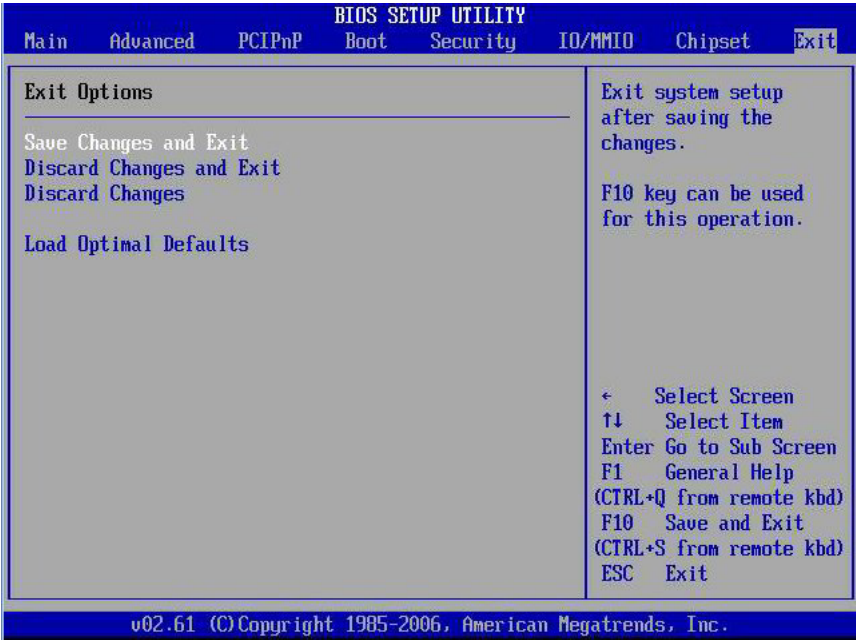 BIOS SETUP UTILITY
Main Advanced PCIPnP Boot Security IO/MMIO Chipset Exit
Exit Options
Save Changes and Exit
Discard Changes and Exit
Discard Changes
Load Optimal Defaults
Exit system setup
after saving the
changes.
F10 key can be used
for this operation.
← Select Screen
↑↓ Select Item
Enter Go to Sub Screen
F1 General Help
(CTRL+Q from remote kbd)
F10 Save and Exit
(CTRL+S from remote kbd)
ESC Exit
v02.61 (C)Copyright 1985-2006, American Megatrends, Inc.